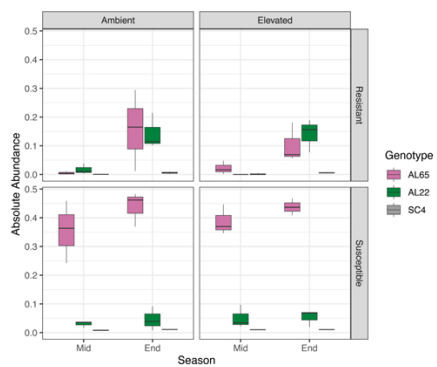 Ambient Elevated
0.5
0.4
0.3
0.2
0.1
0.0
Resistant
0.5
0.4
0.3
0.2
0.1
0.0
Susceptible
Absolute Abundance
Mid End Mid End
Season
Genotype
AL65
AL22
SC4